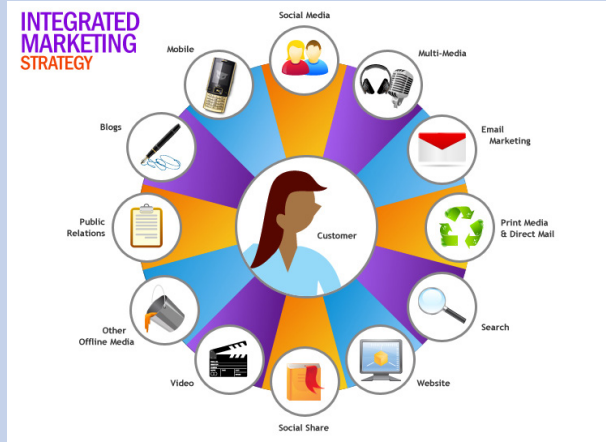 INTEGRATED
MARKETING
STRATEGY
Social Media
Multi-Media
Email
Marketing
Print Media
& Direct Mail
Search
Website
Social Share
Video
Other
Offline Media
Public
Relations
Blogs
Mobile
Customer